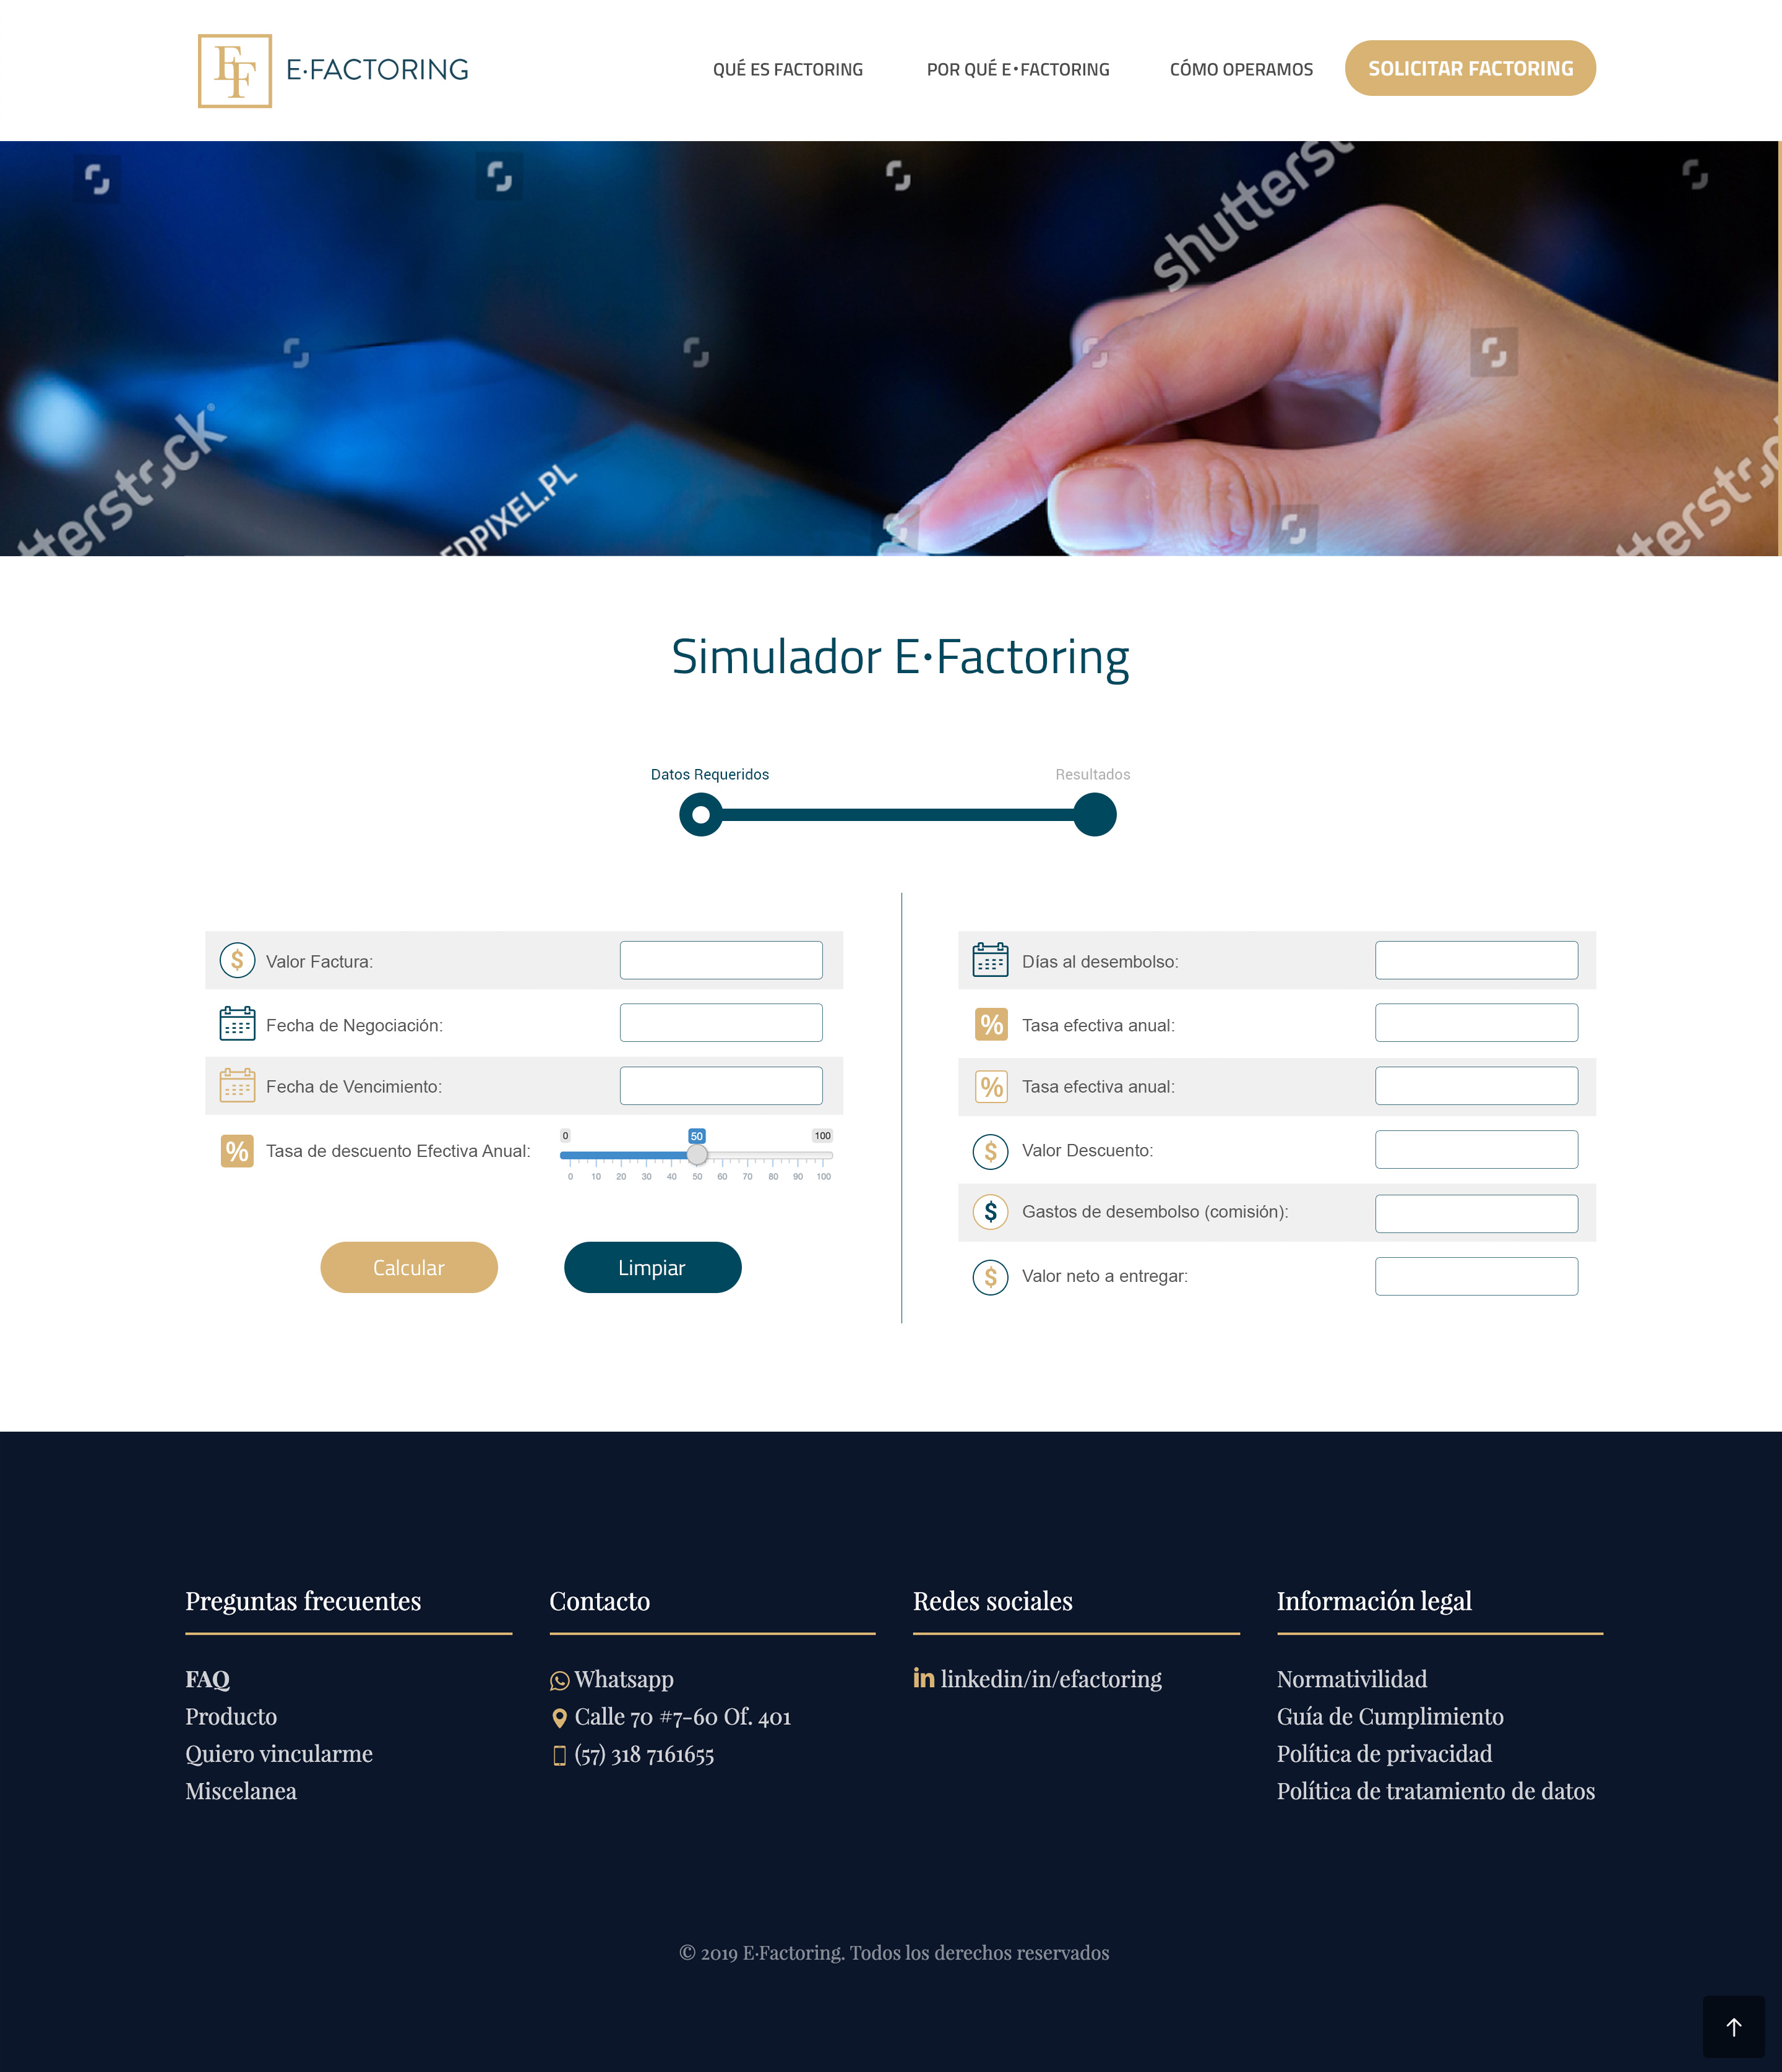 EF E·FACTORING
QUÉ ES FACTORING
POR QUÉ E·FACTORING
CÓMO OPERAMOS
SOLICITAR FACTORING
shutterst
shutterstock®
EDPIXEL.PL
tterstoc
Simulador E·Factoring
Datos Requeridos
Resultados
$ Valor Factura:
Fecha de Negociación:
Fecha de Vencimiento:
% Tasa de descuento Efectiva Anual:
0 50 100
0 10 20 30 40 50 60 70 80 90 100
Calcular
Limpiar
Días al desembolso:
% Tasa efectiva anual:
% Tasa efectiva anual:
$ Valor Descuento:
$ Gastos de desembolso (comisión):
$ Valor neto a entregar:
Preguntas frecuentes
FAQ
Producto
Quiero vincularme
Miscelanea
Contacto
Whatsapp
Calle 70 #7-60 Of. 401
(57) 318 7161655
Redes sociales
in linkedin/in/efactoring
Información legal
Normativilidad
Guía de Cumplimiento
Política de privacidad
Política de tratamiento de datos
© 2019 E·Factoring. Todos los derechos reservados